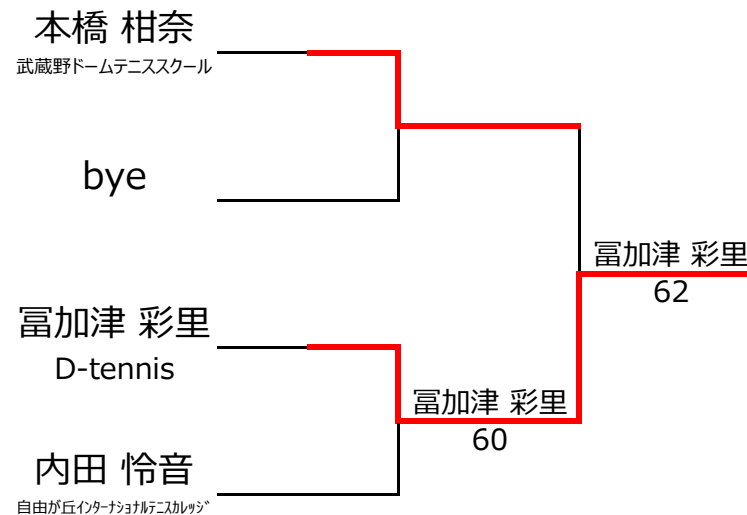 本橋 柑奈
武蔵野ドームテニススクール
bye
冨加津 彩里
62
冨加津 彩里
D-tennis
冨加津 彩里
60
内田 怜音
自由が丘ｲﾝﾀｰﾅｼｮﾅﾙﾃﾆｽｶﾚｯｼﾞ